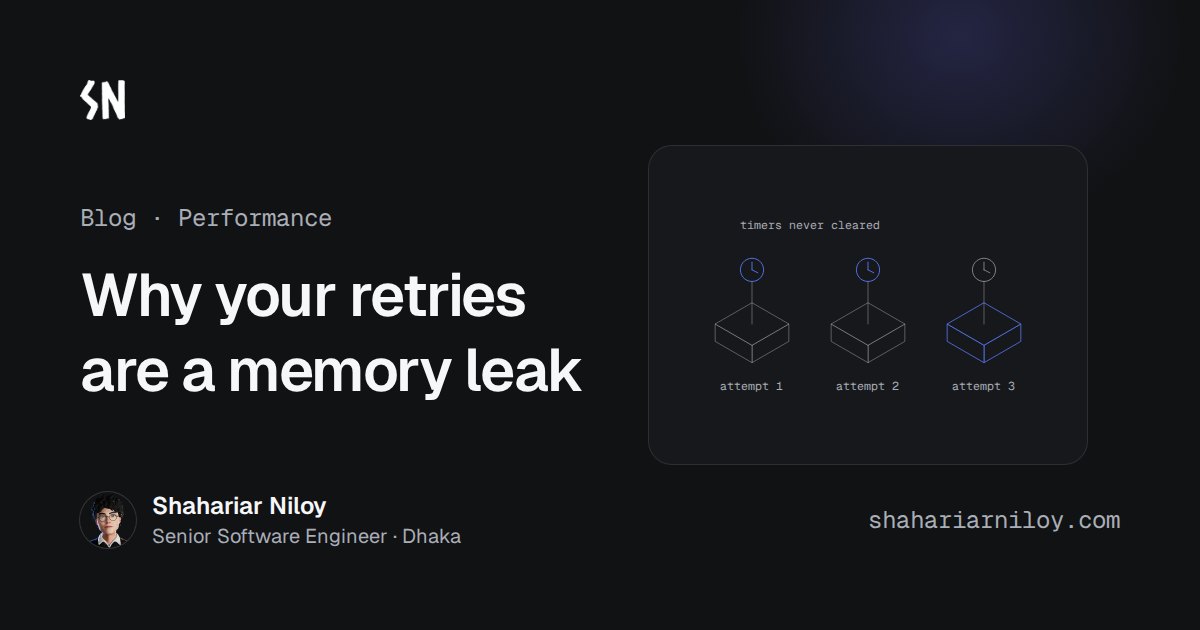 SN
Blog · Performance
Why your retries
are a memory leak
timers never cleared
attempt 1 attempt 2 attempt 3
Shahariar Niloy
Senior Software Engineer · Dhaka
shahariarniloy.com